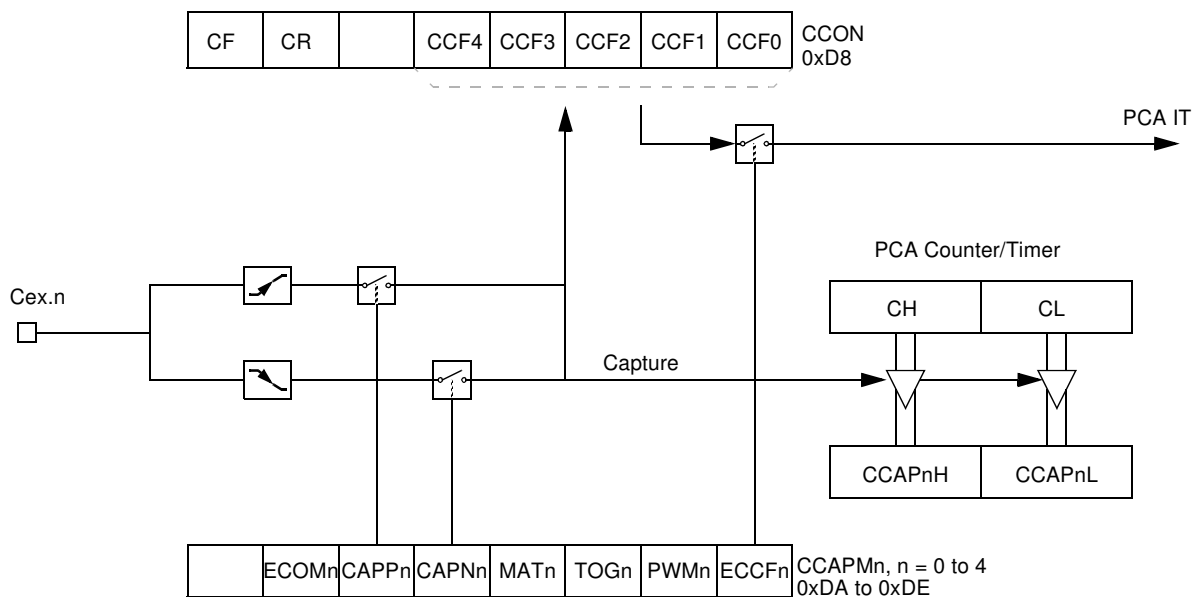 CF CR CCF4 CCF3 CCF2 CCF1 CCF0 CCON
0xD8
PCA IT
PCA Counter/Timer
Cex.n
CH CL
Capture
CCAPnH CCAPnL
ECOMn CAPPn CAPNn MATn TOGn PWMn ECCFn CCAPMn, n = 0 to 4
0xDA to 0xDE